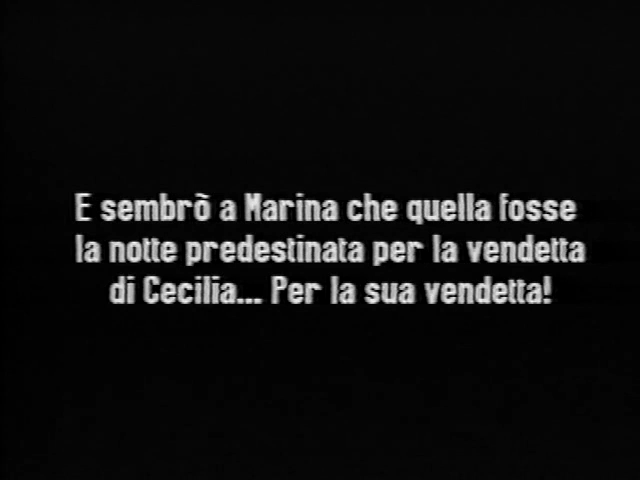 E sembrò a Marina che quella fosse
la notte predestinata per la vendetta
di Cecilia... Per la sua vendetta!